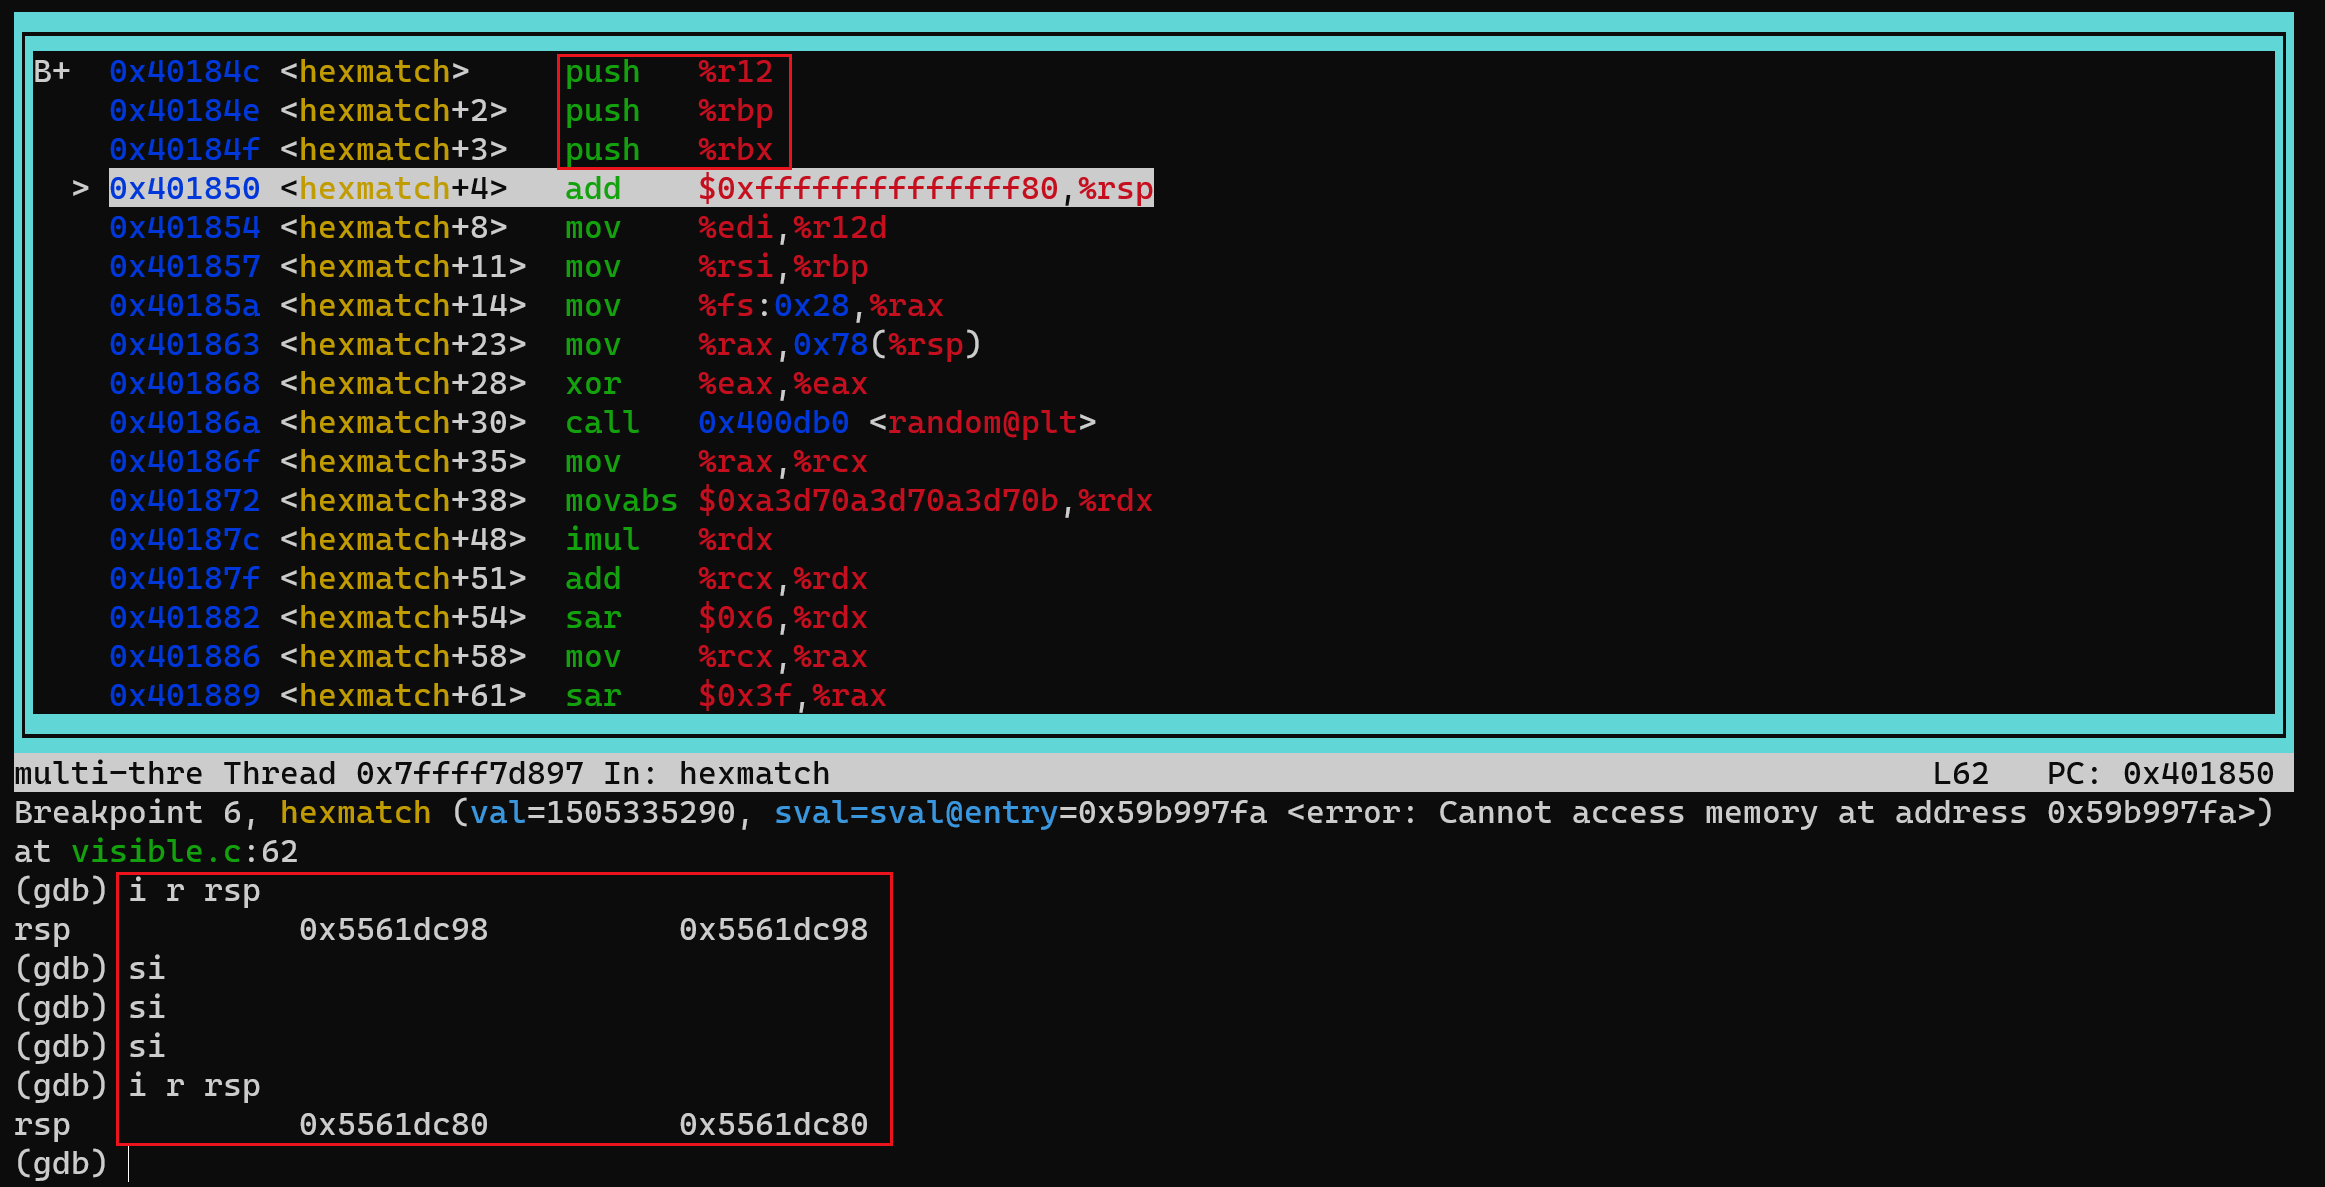 B+ 0x40184c <hexmatch> push %r12
0x40184e <hexmatch+2> push %rbp
0x40184f <hexmatch+3> push %rbx
> 0x401850 <hexmatch+4> add $0xffffffffffffff80,%rsp
0x401854 <hexmatch+8> mov %edi,%r12d
0x401857 <hexmatch+11> mov %rsi,%rbp
0x40185a <hexmatch+14> mov %fs:0x28,%rax
0x401863 <hexmatch+23> mov %rax,0x78(%rsp)
0x401868 <hexmatch+28> xor %eax,%eax
0x40186a <hexmatch+30> call 0x400db0 <random@plt>
0x40186f <hexmatch+35> mov %rax,%rcx
0x401872 <hexmatch+38> movabs $0xa3d70a3d70a3d70b,%rdx
0x40187c <hexmatch+48> imul %rdx
0x40187f <hexmatch+51> add %rcx,%rdx
0x401882 <hexmatch+54> sar $0x6,%rdx
0x401886 <hexmatch+58> mov %rcx,%rax
0x401889 <hexmatch+61> sar $0x3f,%rax
multi-thre Thread 0x7ffff7d897 In: hexmatch L62 PC: 0x401850
Breakpoint 6, hexmatch (val=1505335290, sval=sval@entry=0x59b997fa <error: Cannot access memory at address 0x59b997fa>)
at visible.c:62
(gdb) i r rsp
rsp 0x5561dc98 0x5561dc98
(gdb) si
(gdb) si
(gdb) si
(gdb) i r rsp
rsp 0x5561dc80 0x5561dc80
(gdb)